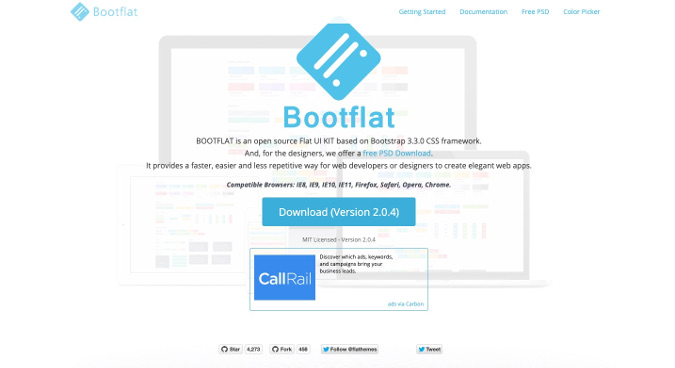 Bootflat
Getting Started Documentation Free PSD Color Picker
Bootflat
BOOTFLAT is an open source Flat UI KIT based on Bootstrap 3.3.0 CSS framework.
And, for the designers, we offer a free PSD Download.
It provides a faster, easier and less repetitive way for web developers or designers to create elegant web apps.
Compatible Browsers: IE8, IE9, IE10, IE11, Firefox, Safari, Opera, Chrome.
Download (Version 2.0.4)
MIT Licensed - Version 2.0.4
CallRail
Discover which ads, keywords,
and campaigns bring your
business leads.
ads via Carbon
Star 4,273 Fork 456 Follow @flathemes Tweet